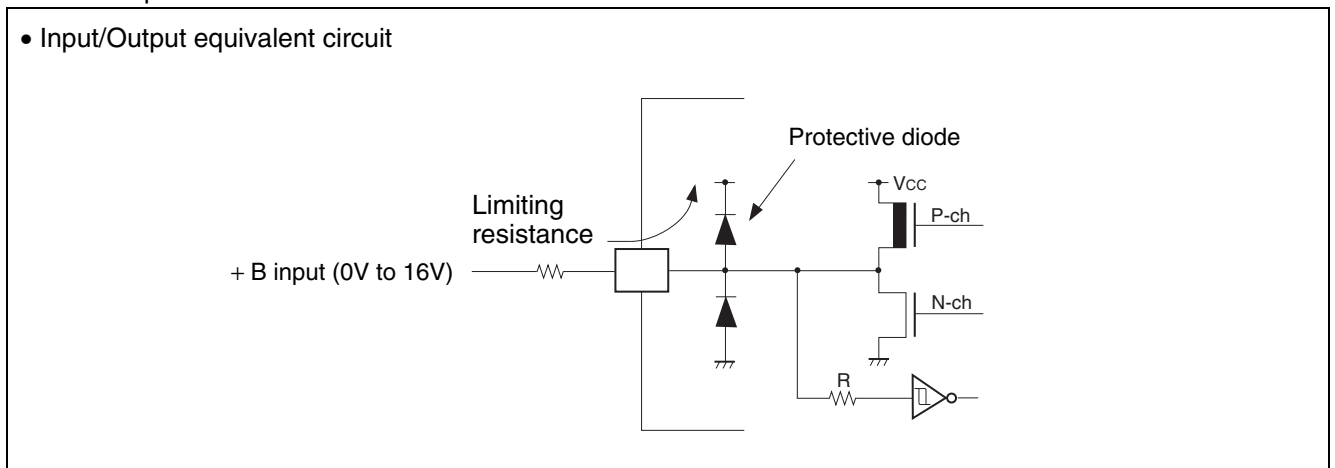 • Input/Output equivalent circuit
Protective diode
Vcc
Limiting
resistance
P-ch
+ B input (0V to 16V)
N-ch
R